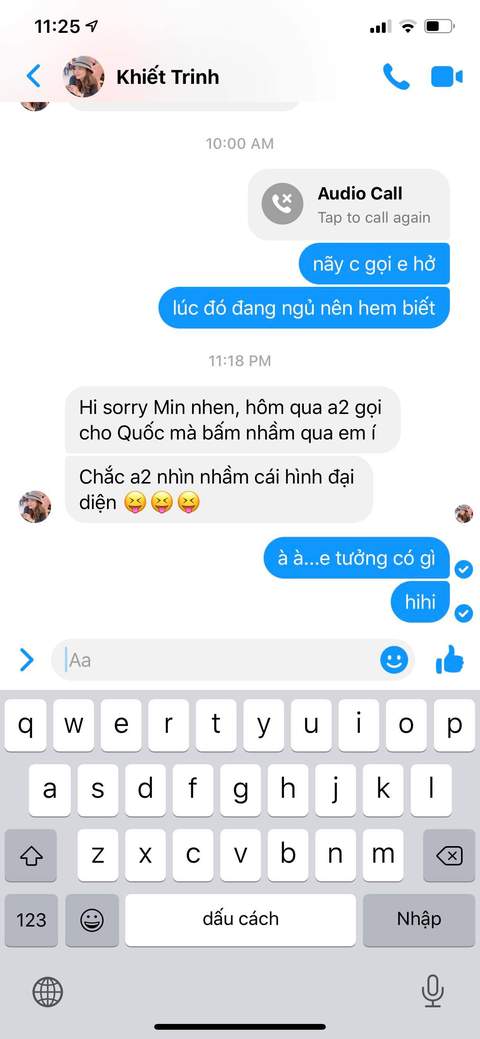 11:25
Khiết Trinh
10:00 AM
Audio Call
Tap to call again
nãy c gọi e hở
lúc đó đang ngủ nên hem biết
11:18 PM
Hi sorry Min nhen, hôm qua a2 gọi
cho Quốc mà bấm nhầm qua em í
Chắc a2 nhìn nhầm cái hình đại
diện 😝😝😝
à à...e tưởng có gì
hihi
Aa
q w e r t y u i o p
a s d f g h j k l
z x c v b n m
123 dấu cách Nhập